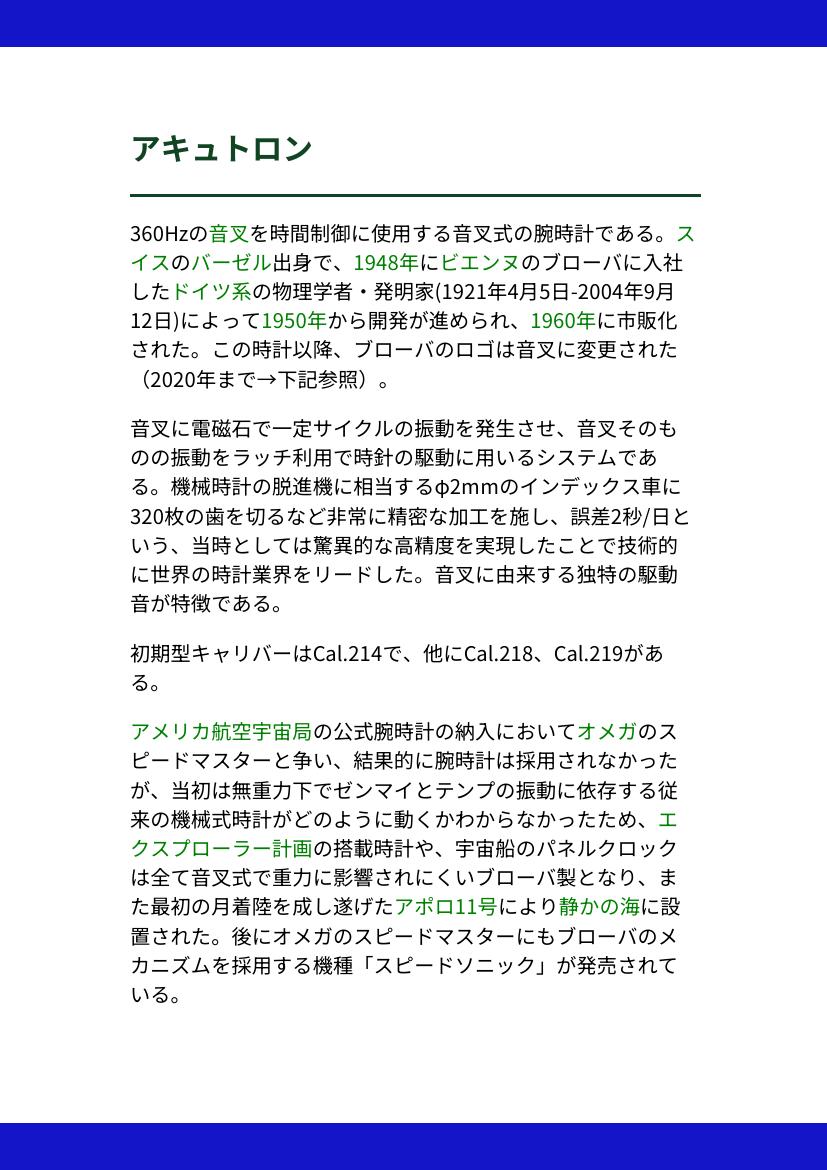 アキュトロン
360Hzの音叉を時間制御に使用する音叉式の腕時計である。ス
イスのバーゼル出身で、1948年にビエンヌのブローバに入社
したドイツ系の物理学者・発明家(1921年4月5日-2004年9月
12日)によって1950年から開発が進められ、1960年に市販化
された。この時計以降、ブローバのロゴは音叉に変更された
（2020年まで→下記参照）。
音叉に電磁石で一定サイクルの振動を発生させ、音叉そのも
のの振動をラッチ利用で時針の駆動に用いるシステムであ
る。機械時計の脱進機に相当するφ2mmのインデックス車に
320枚の歯を切るなど非常に精密な加工を施し、誤差2秒/日と
いう、当時としては驚異的な高精度を実現したことで技術的
に世界の時計業界をリードした。音叉に由来する独特の駆動
音が特徴である。
初期型キャリバーはCal.214で、他にCal.218、Cal.219があ
る。
アメリカ航空宇宙局の公式腕時計の納入においてオメガのス
ピードマスターと争い、結果的に腕時計は採用されなかった
が、当初は無重力下でゼンマイとテンプの振動に依存する従
来の機械式時計がどのように動くかわからなかったため、エ
クスプローラー計画の搭載時計や、宇宙船のパネルクロック
は全て音叉式で重力に影響されにくいブローバ製となり、ま
た最初の月着陸を成し遂げたアポロ11号により静かの海に設
置された。後にオメガのスピードマスターにもブローバのメ
カニズムを採用する機種「スピードソニック」が発売されて
いる。